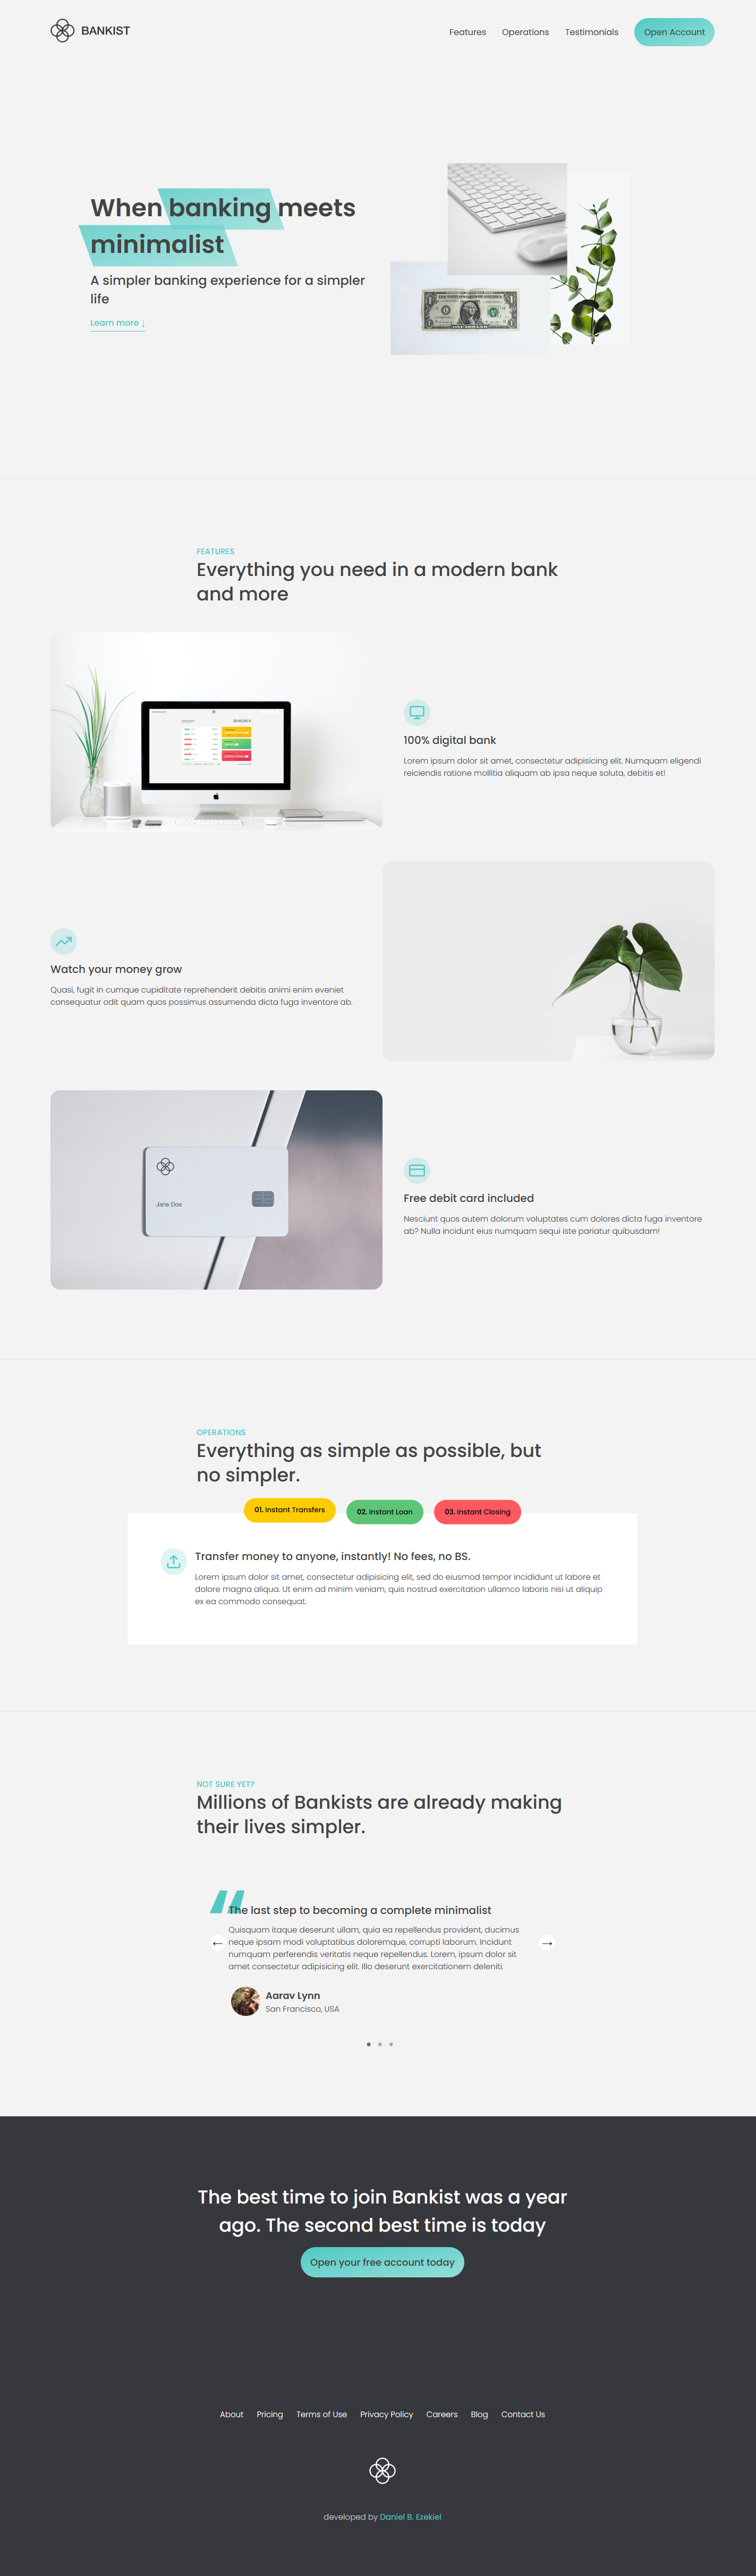 BANKIST
Features
Operations
Testimonials
Open Account
When banking meets
minimalist
A simpler banking experience for a simpler
life
Learn more ↓
THE UNITED STATES OF AMERICA
ONE DOLLAR
FEATURES
Everything you need in a modern bank
and more
100% digital bank
Lorem ipsum dolor sit amet, consectetur adipisicing elit. Numquam eligendi
reiciendis ratione mollitia aliquam ab ipsa neque soluta, debitis et!
Watch your money grow
Quasi, fugit in cumque cupiditate reprehenderit debitis animi enim eveniet
consequatur odit quam quos possimus assumenda dicta fuga inventore ab.
Jane Doe
Free debit card included
Nesciunt quos autem dolorum voluptates cum dolores dicta fuga inventore
ab? Nulla incidunt eius numquam sequi iste pariatur quibusdam!
OPERATIONS
Everything as simple as possible, but
no simpler.
01. Instant Transfers
02. Instant Loan
03. Instant Closing
Transfer money to anyone, instantly! No fees, no BS.
Lorem ipsum dolor sit amet, consectetur adipisicing elit, sed do eiusmod tempor incididunt ut labore et
dolore magna aliqua. Ut enim ad minim veniam, quis nostrud exercitation ullamco laboris nisi ut aliquip
ex ea commodo consequat.
NOT SURE YET?
Millions of Bankists are already making
their lives simpler.
“
The last step to becoming a complete minimalist
Quisquam itaque deserunt ullam, quia ea repellendus provident, ducimus
neque ipsam modi voluptatibus doloremque, corrupti laborum. Incidunt
numquam perferendis veritatis neque repellendus. Lorem, ipsum dolor sit
amet consectetur adipisicing elit. Illo deserunt exercitationem deleniti.
←
→
Aarav Lynn
San Francisco, USA
The best time to join Bankist was a year
ago. The second best time is today
Open your free account today
About
Pricing
Terms of Use
Privacy Policy
Careers
Blog
Contact Us
developed by Daniel B. Ezekiel